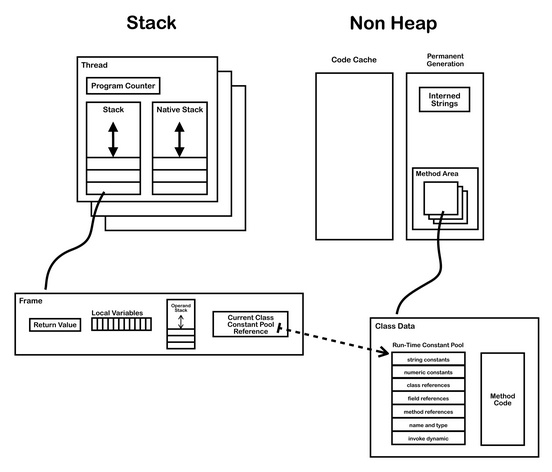 Stack
Non Heap
Thread
Program Counter
Stack
Native Stack
Code Cache
Permanent
Generation
Interned
Strings
Method Area
Frame
Return Value
Local Variables
Operand
Stack
Current Class
Constant Pool
Reference
Class Data
Run-Time Constant Pool
string constants
numeric constants
class references
field references
method references
name and type
invoke dynamic
Method
Code